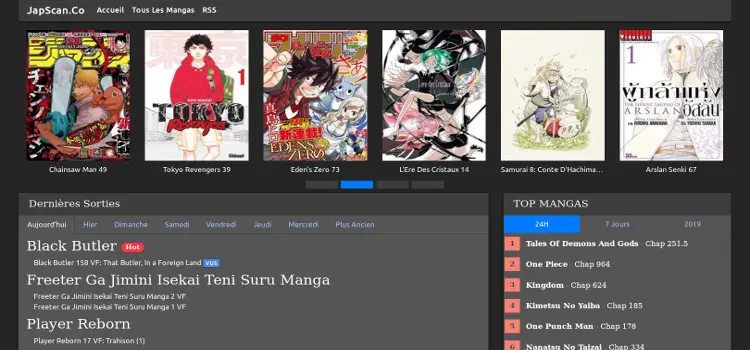 JapScan.Co Accueil Tous Les Mangas RSS
Chainsaw Man 49
1
TOKYO
Tokyo Revengers 39
EDEN'S ZERO
Eden's Zero 73
L'Ere Des Cristaux 14
Samurai 8: Conte D'Hachima...
1
ARSLAN
Arslan Senki 67
Dernières Sorties
Aujourd'hui Hier Dimanche Samedi Vendredi Jeudi Mercredi Plus Ancien
Black Butler Hot
Black Butler 158 VF: That Butler, In a Foreign Land VUS
Freeter Ga Jimini Isekai Teni Suru Manga
Freeter Ga Jimini Isekai Teni Suru Manga 2 VF
Freeter Ga Jimini Isekai Teni Suru Manga 1 VF
Player Reborn
Player Reborn 17 VF: Trahison (1)
TOP MANGAS
24H 7 Jours 2019
1 Tales Of Demons And Gods - Chap 251.5
2 One Piece - Chap 964
3 Kingdom - Chap 624
4 Kimetsu No Yaiba - Chap 185
5 One Punch Man - Chap 178
6 Nanatsu No Taizai - Chap 334